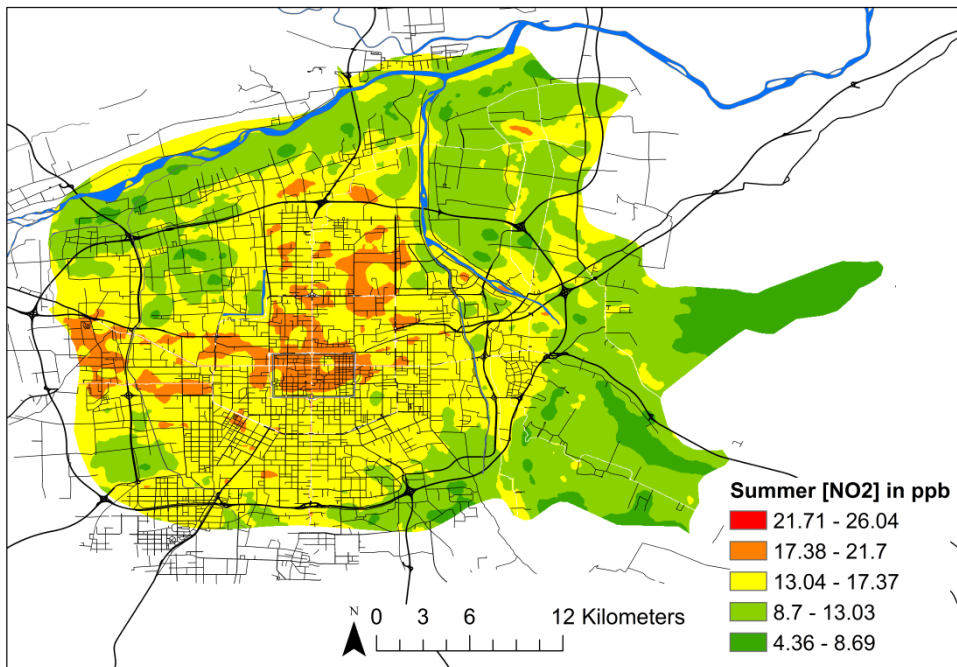 Summer [NO2] in ppb
21.71 - 26.04
17.38 - 21.7
13.04 - 17.37
8.7 - 13.03
4.36 - 8.69
N
0 3 6 12 Kilometers